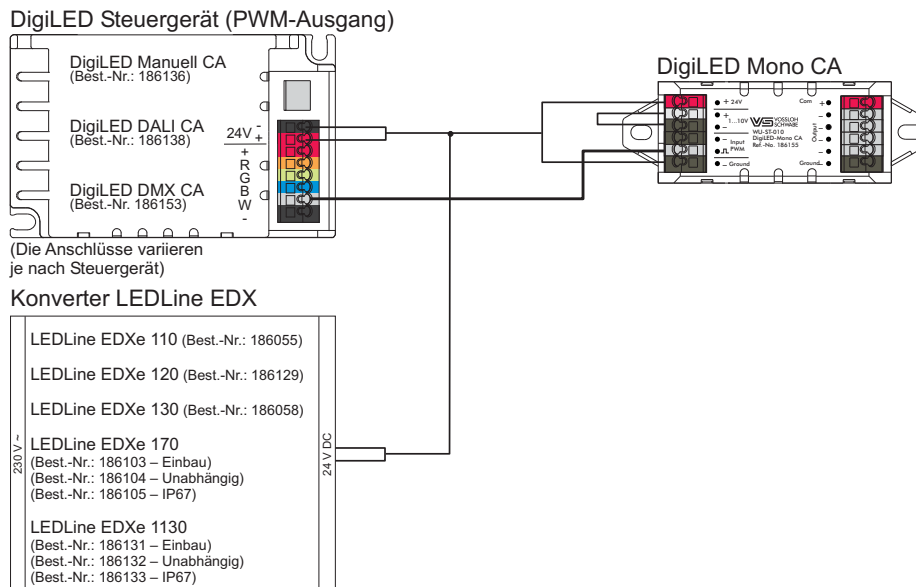 DigiLED Steuergerät (PWM-Ausgang)
DigiLED Manuell CA
(Best.-Nr.: 186136)
DigiLED DALI CA
(Best.-Nr.: 186138)
DigiLED DMX CA
(Best.-Nr. 186153)
24V -
+
+
R
G
B
W
-
(Die Anschlüsse variieren
je nach Steuergerät)
DigiLED Mono CA
+ 24V
+
1...10V
-
- Input
PWM
- Ground
VS VOSSLOH
SCHWABE
WU-ST-010
DigiLED-Mono CA
Ref.-No. 186155
Com +
-
-
Output
-
-
Ground -
Konverter LEDLine EDX
230 V ~
LEDLine EDXe 110 (Best.-Nr.: 186055)
LEDLine EDXe 120 (Best.-Nr.: 186129)
LEDLine EDXe 130 (Best.-Nr.: 186058)
LEDLine EDXe 170
(Best.-Nr.: 186103 – Einbau)
(Best.-Nr.: 186104 – Unabhängig)
(Best.-Nr.: 186105 – IP67)
LEDLine EDXe 1130
(Best.-Nr.: 186131 – Einbau)
(Best.-Nr.: 186132 – Unabhängig)
(Best.-Nr.: 186133 – IP67)
24 V DC